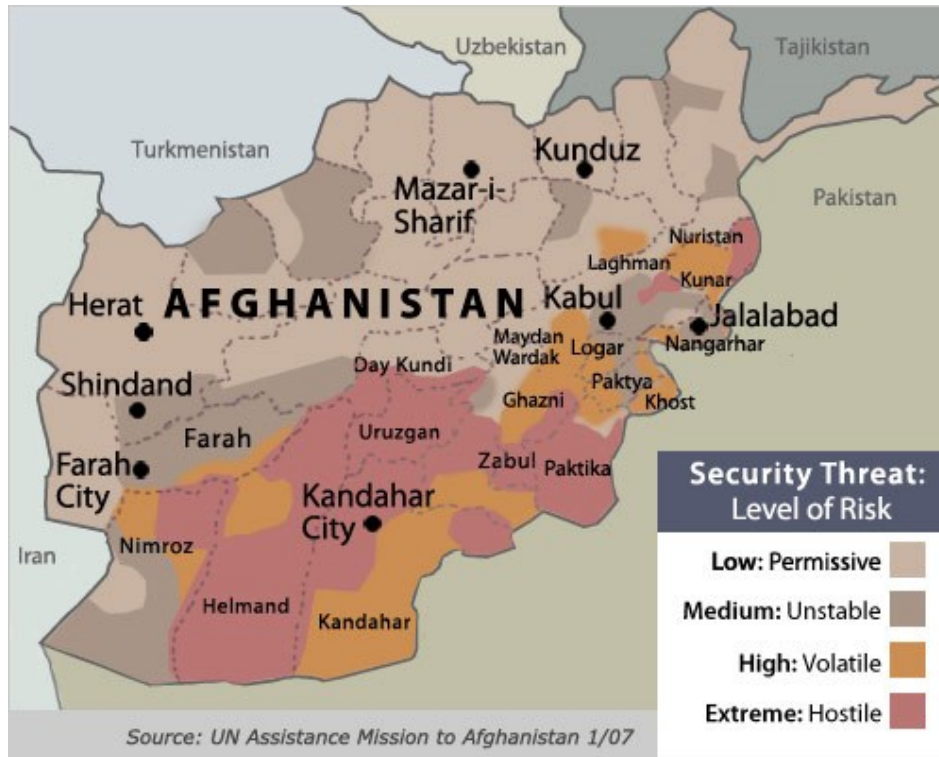 Uzbekistan
Tajikistan
Turkmenistan
Kunduz
Mazar-i-
Sharif
Pakistan
Nuristan
Laghman
Kunar
Herat
AFGHANISTAN
Kabul
Jalalabad
Maydan
Wardak
Logar
Nangarhar
Day Kundi
Shindand
Paktya
Ghazni
Khost
Farah
Uruzgan
Farah
City
Zabul
Paktika
Kandahar
City
Iran
Nimroz
Helmand
Kandahar
Security Threat:
Level of Risk
Low: Permissive
Medium: Unstable
High: Volatile
Extreme: Hostile
Source: UN Assistance Mission to Afghanistan 1/07